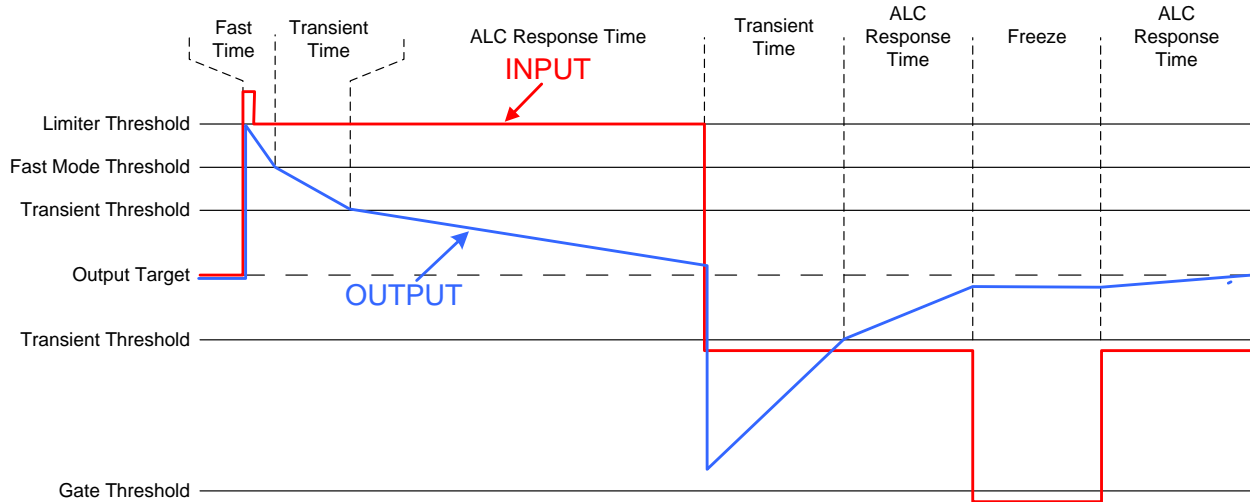 Fast
Time
Transient
Time
ALC Response Time
Transient
Time
ALC
Response
Time
Freeze
ALC
Response
Time
INPUT
Limiter Threshold
Fast Mode Threshold
Transient Threshold
Output Target
OUTPUT
Transient Threshold
Gate Threshold